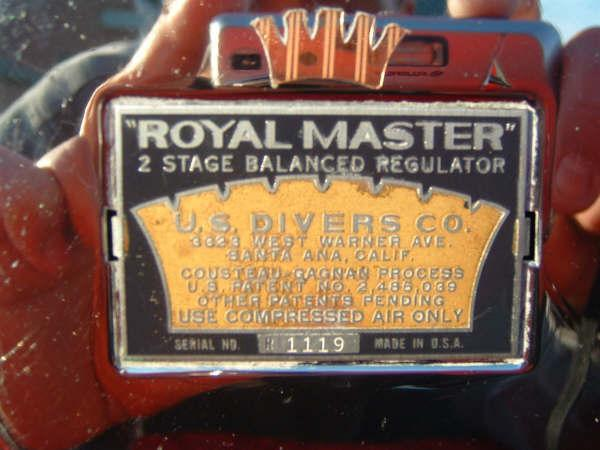 "ROYAL MASTER"
2 STAGE BALANCED REGULATOR
U.S. DIVERS CO.
3323 WEST WARNER AVE.
SANTA ANA, CALIF.
COUSTEAU-GAGNAN PROCESS
U.S. PATENT NO. 2,485,039
OTHER PATENTS PENDING
USE COMPRESSED AIR ONLY
SERIAL NO. 1119 MADE IN U.S.A.